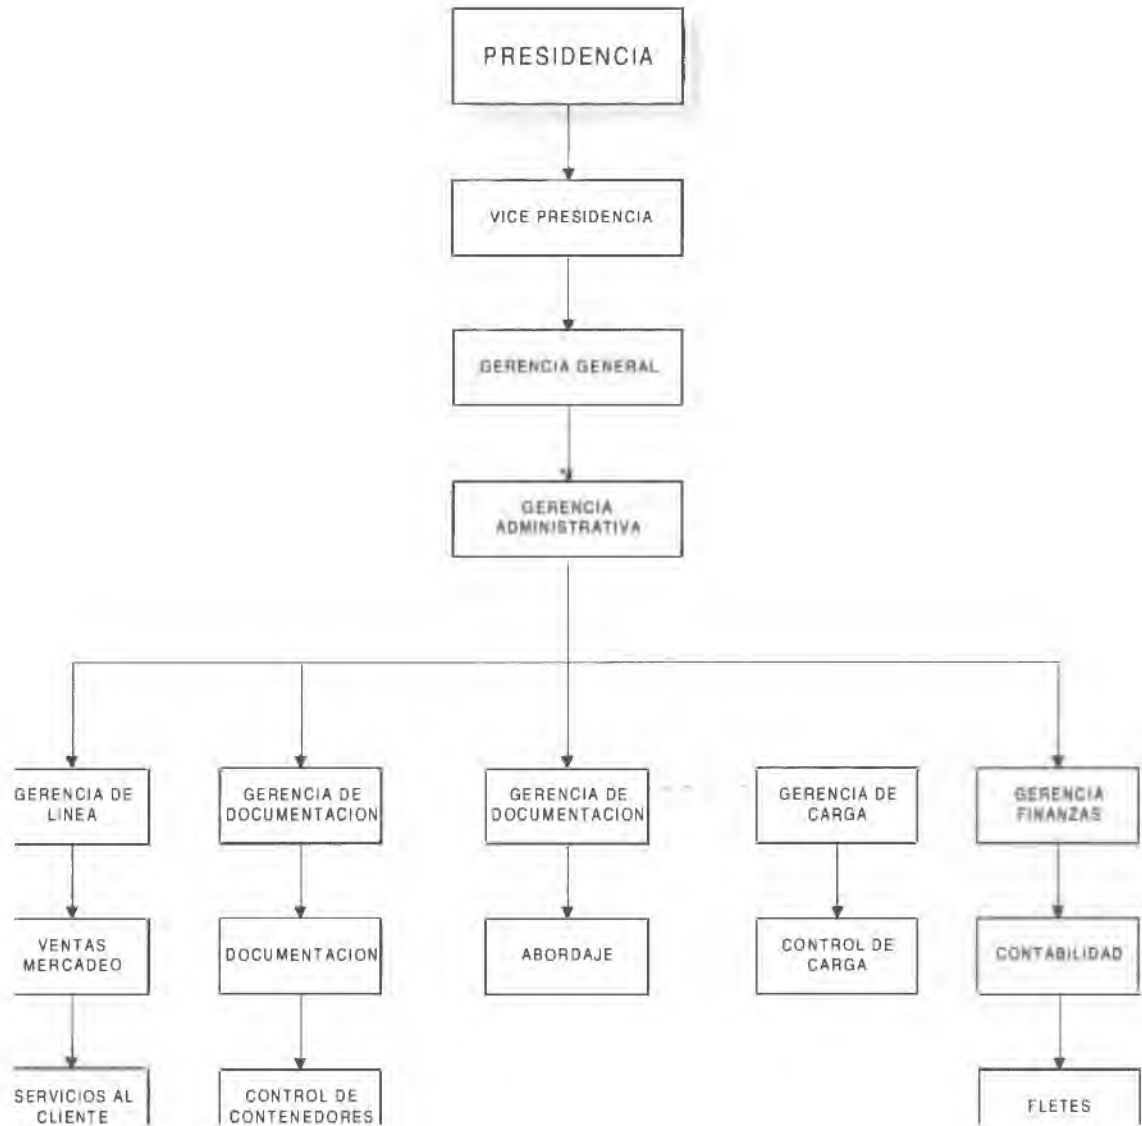 PRESIDENCIA
VICE PRESIDENCIA
GERENCIA GENERAL
GERENCIA
ADMINISTRATIVA
GERENCIA DE
LINEA
GERENCIA DE
DOCUMENTACION
GERENCIA DE
DOCUMENTACION
GERENCIA DE
CARGA
GERENCIA
FINANZAS
VENTAS
MERCADEO
DOCUMENTACION
ABORDAJE
CONTROL DE
CARGA
CONTABILIDAD
SERVICIOS AL
CLIENTE
CONTROL DE
CONTENEDORES
FLETES